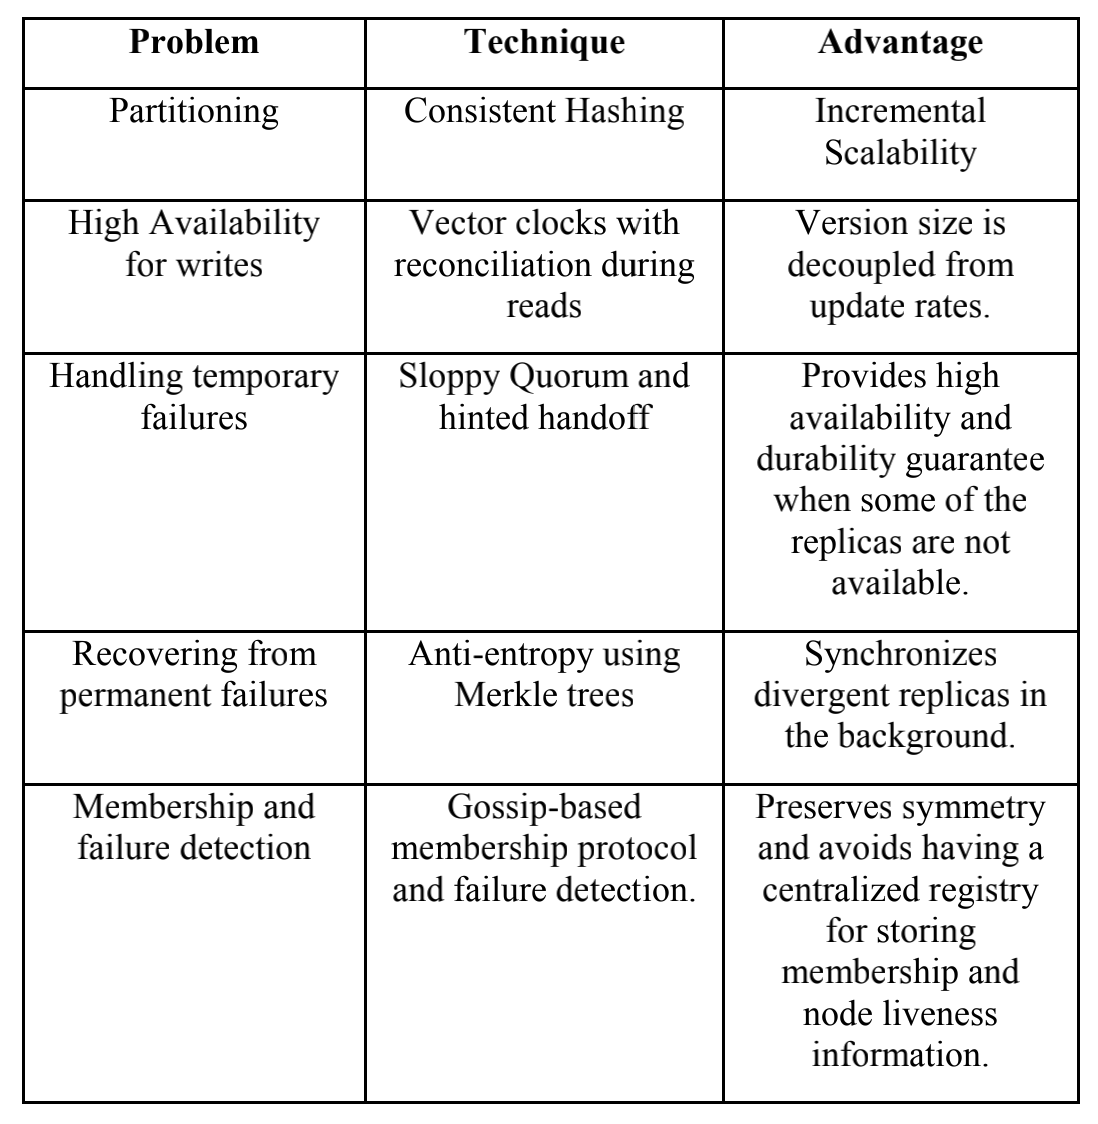 Problem
Technique
Advantage
Partitioning
Consistent Hashing
Incremental
Scalability
High Availability
for writes
Vector clocks with
reconciliation during
reads
Version size is
decoupled from
update rates.
Handling temporary
failures
Sloppy Quorum and
hinted handoff
Provides high
availability and
durability guarantee
when some of the
replicas are not
available.
Recovering from
permanent failures
Anti-entropy using
Merkle trees
Synchronizes
divergent replicas in
the background.
Membership and
failure detection
Gossip-based
membership protocol
and failure detection.
Preserves symmetry
and avoids having a
centralized registry
for storing
membership and
node liveness
information.